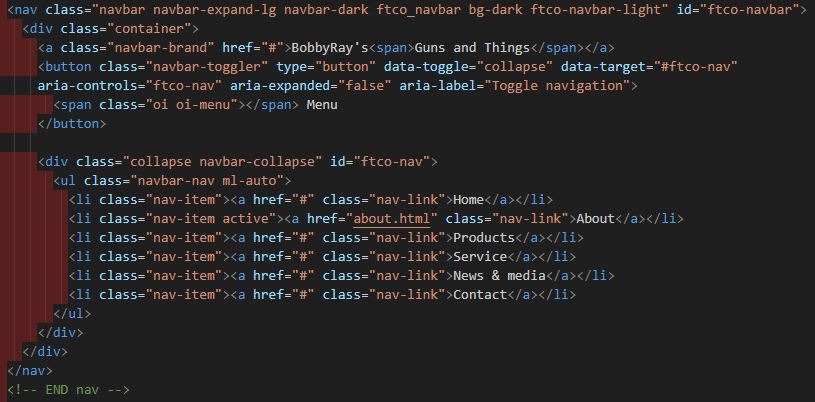 <nav class="navbar navbar-expand-lg navbar-dark ftco_navbar bg-dark ftco-navbar-light" id="ftco-navbar">
<div class="container">
<a class="navbar-brand" href="#">BobbyRay's<span>Guns and Things</span></a>
<button class="navbar-toggler" type="button" data-toggle="collapse" data-target="#ftco-nav"
aria-controls="ftco-nav" aria-expanded="false" aria-label="Toggle navigation">
<span class="oi oi-menu"></span> Menu
</button>
<div class="collapse navbar-collapse" id="ftco-nav">
<ul class="navbar-nav ml-auto">
<li class="nav-item"><a href="#" class="nav-link">Home</a></li>
<li class="nav-item active"><a href="about.html" class="nav-link">About</a></li>
<li class="nav-item"><a href="#" class="nav-link">Products</a></li>
<li class="nav-item"><a href="#" class="nav-link">Service</a></li>
<li class="nav-item"><a href="#" class="nav-link">News & media</a></li>
<li class="nav-item"><a href="#" class="nav-link">Contact</a></li>
</ul>
</div>
</div>
</nav>
<!-- END nav -->